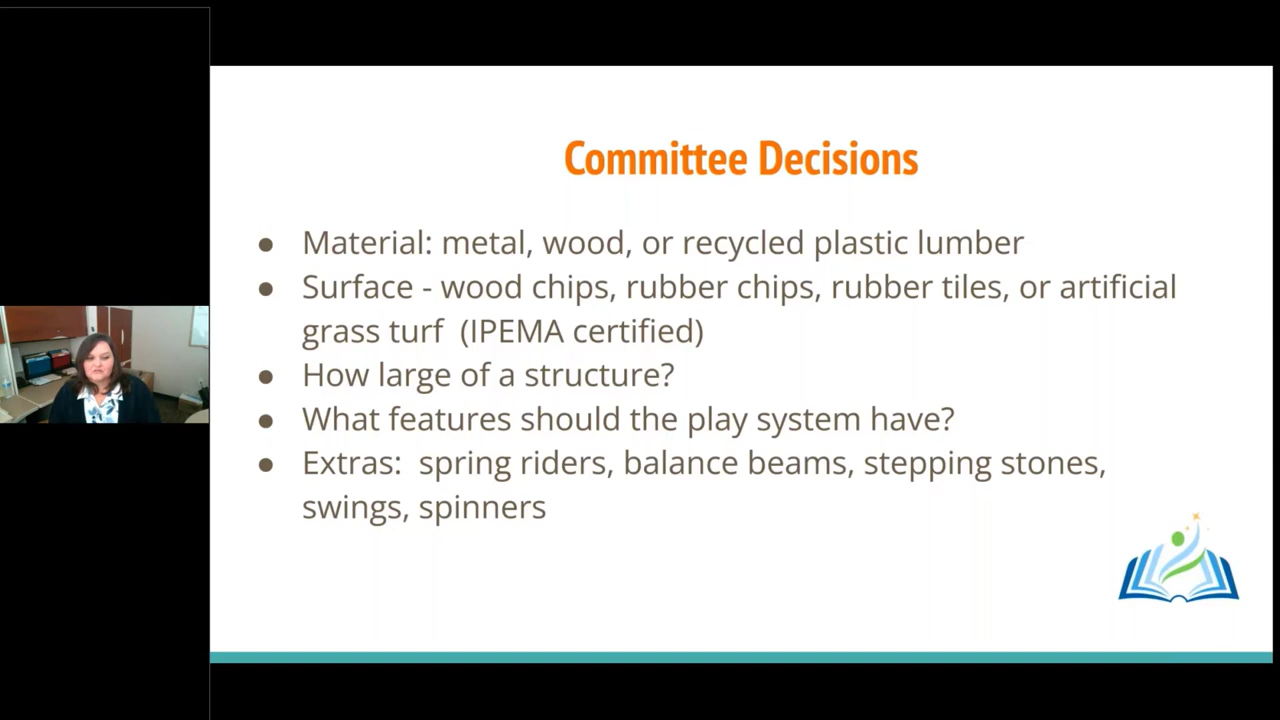 Committee Decisions
● Material: metal, wood, or recycled plastic lumber
● Surface - wood chips, rubber chips, rubber tiles, or artificial
grass turf  (IPEMA certified)
● How large of a structure?
● What features should the play system have?
● Extras:  spring riders, balance beams, stepping stones,
swings, spinners